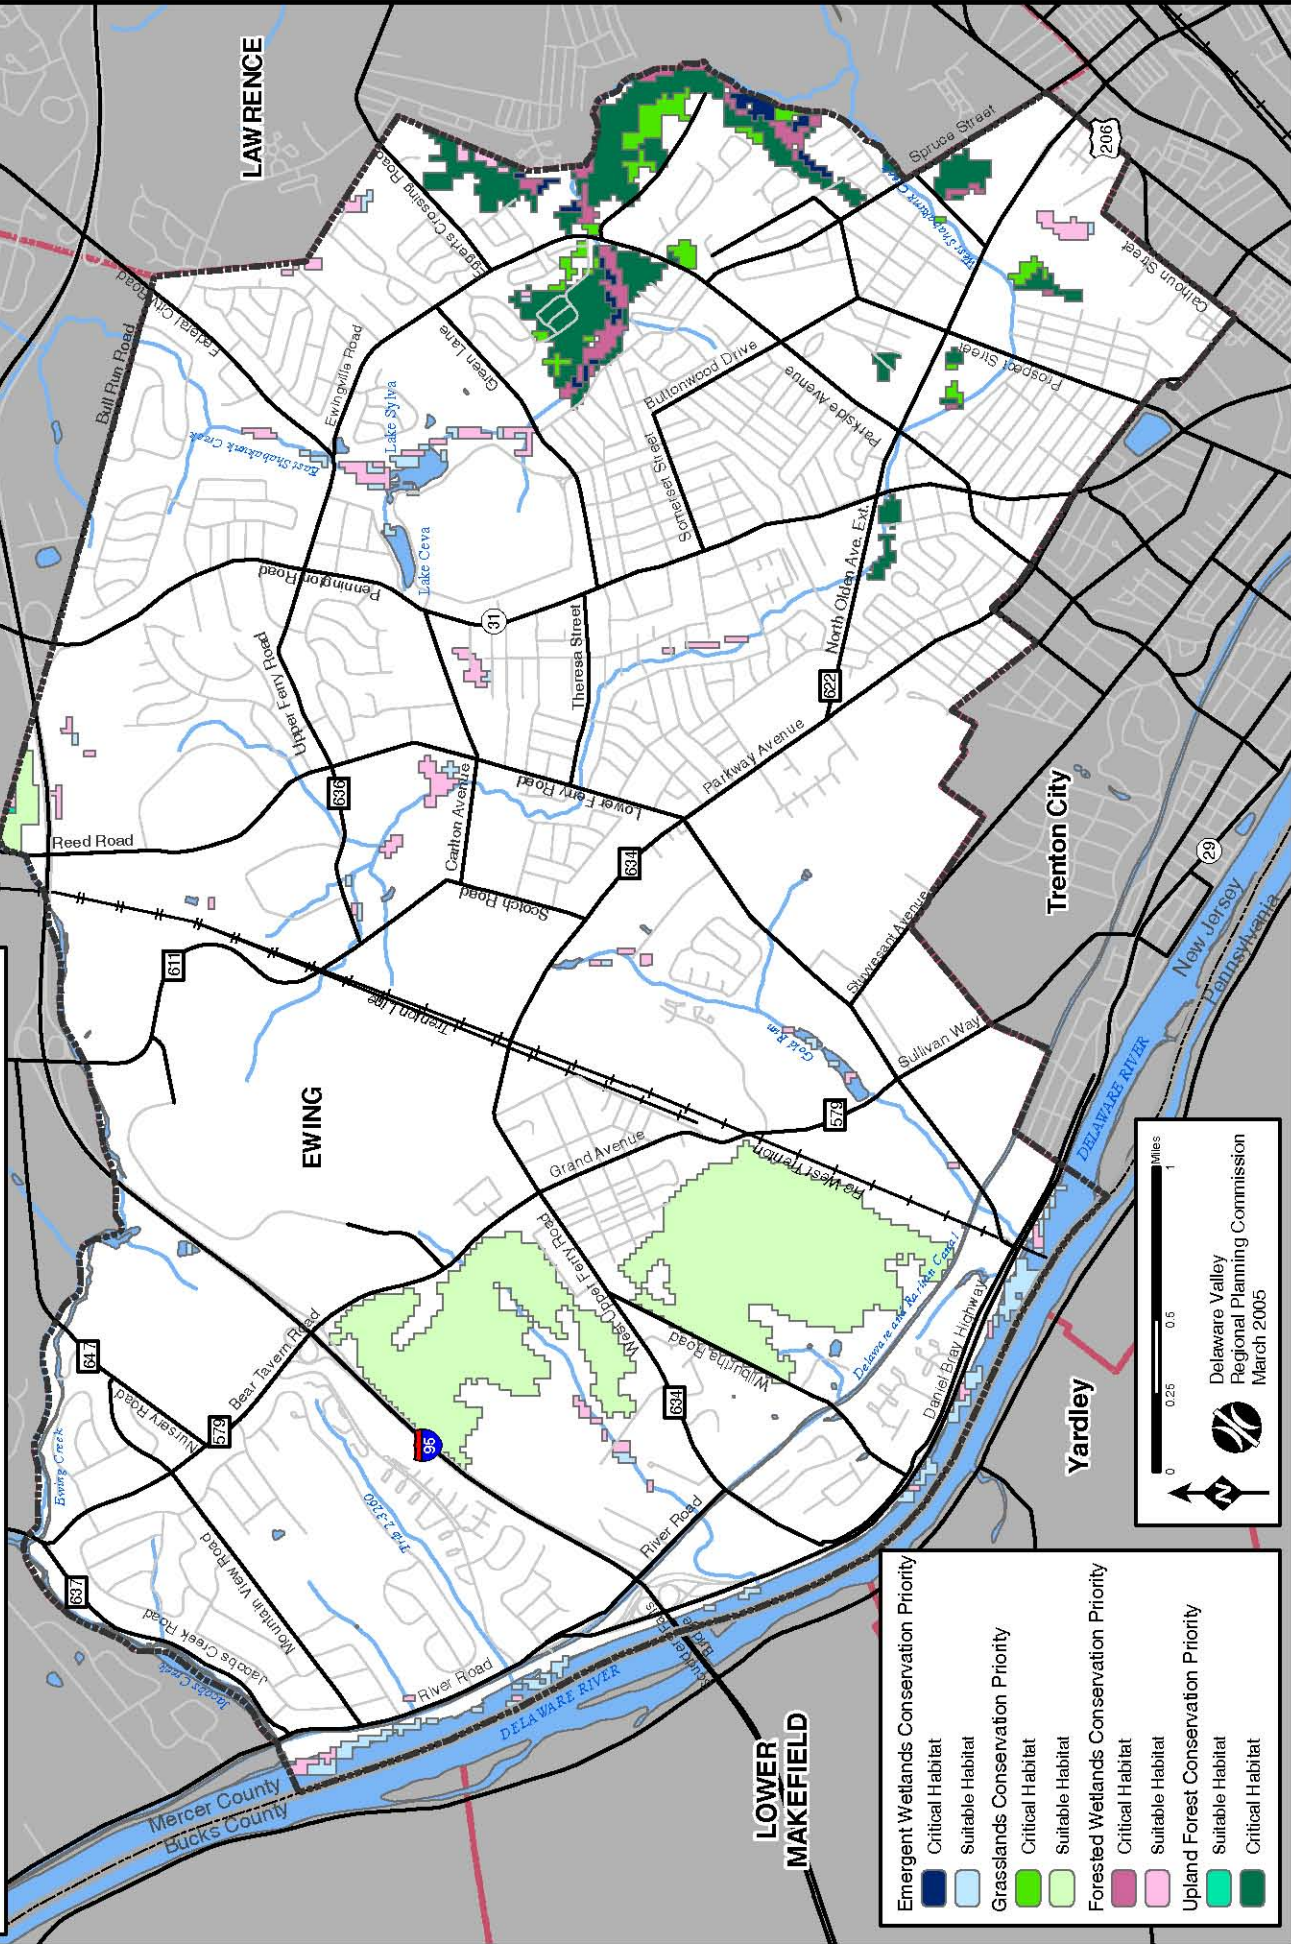 LAWRENCE
Bull Run Road
Federal City Road
Eggerts Crossing Road
Ewingville Road
Green Lane
East Shabakunk Creek
Lake Sylva
Lake Ceva
Buttonwood Drive
Somerset Street
Parkside Avenue
Prospect Street
Spruce Street
206
Calhoun Street
West Shabakunk Creek
North Olden Ave. Ext.
622
Pennington Road
31
Theresa Street
Upper Ferry Road
636
Reed Road
Carlton Avenue
Lower Ferry Road
Parkway Avenue
634
Scotch Road
611
Trenton Line
EWING
Trenton City
Stuyvesant Avenue
Sullivan Way
29
New Jersey
Pennsylvania
DELAWARE RIVER
Gold Run
579
Grand Avenue
West Trenton
West Upper Ferry Road
Wilburtha Road
634
Delaware and Raritan Canal
Daniel Bray Highway
Yardley
647
Nursery Road
579
Bear Tavern Road
95
Ewing Creek
637
Mountain View Road
Jacobs Creek Road
Jacobs Creek
Trib 2-3260
River Road
River Road
Scudders Falls
Bridge
DELAWARE RIVER
Mercer County
Bucks County
LOWER
MAKEFIELD
Emergent Wetlands Conservation Priority
Critical Habitat
Suitable Habitat
Grasslands Conservation Priority
Critical Habitat
Suitable Habitat
Forested Wetlands Conservation Priority
Critical Habitat
Suitable Habitat
Upland Forest Conservation Priority
Suitable Habitat
Critical Habitat
0 0.25 0.5 1
Miles
N
Delaware Valley
Regional Planning Commission
March 2005